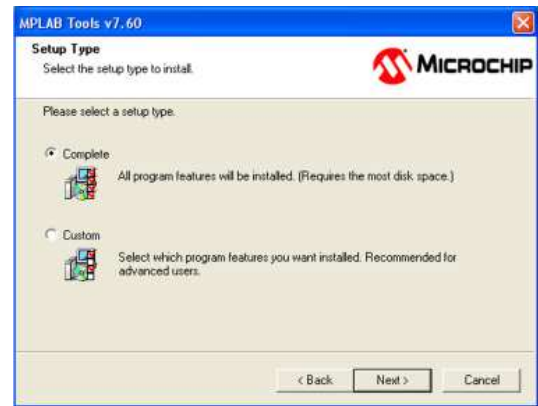 MPLAB Tools v7.60
Setup Type
Select the setup type to install.
MICROCHIP
Please select a setup type.
Complete
All program features will be installed. (Requires the most disk space.)
Custom
Select which program features you want installed. Recommended for
advanced users.
< Back
Next >
Cancel